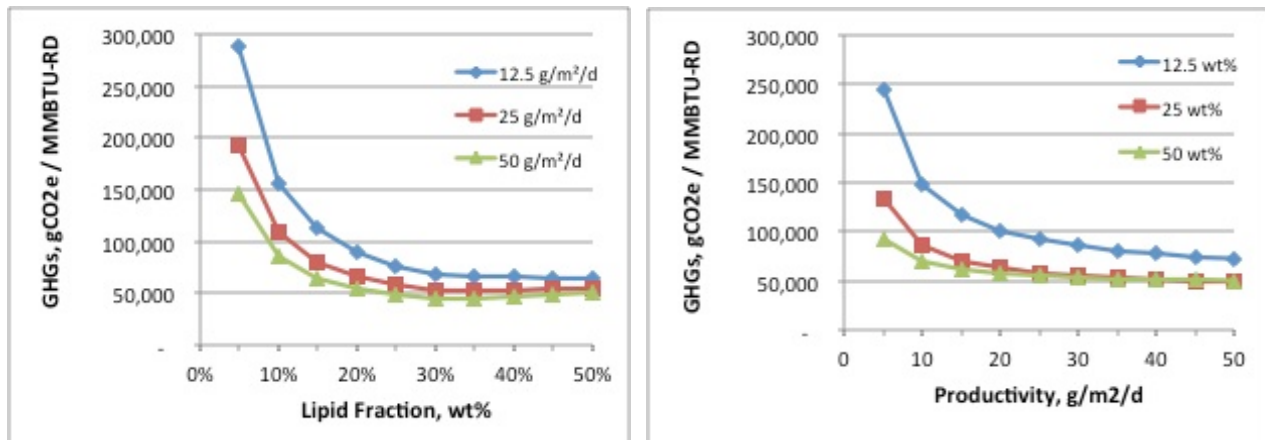 GHGs, gCO2e / MMBTU-RD
300,000
250,000
200,000
150,000
100,000
50,000
-
12.5 g/m²/d
25 g/m²/d
50 g/m²/d
0% 10% 20% 30% 40% 50%
Lipid Fraction, wt%
GHGs, gCO2e / MMBTU-RD
300,000
250,000
200,000
150,000
100,000
50,000
-
12.5 wt%
25 wt%
50 wt%
0 10 20 30 40 50
Productivity, g/m2/d